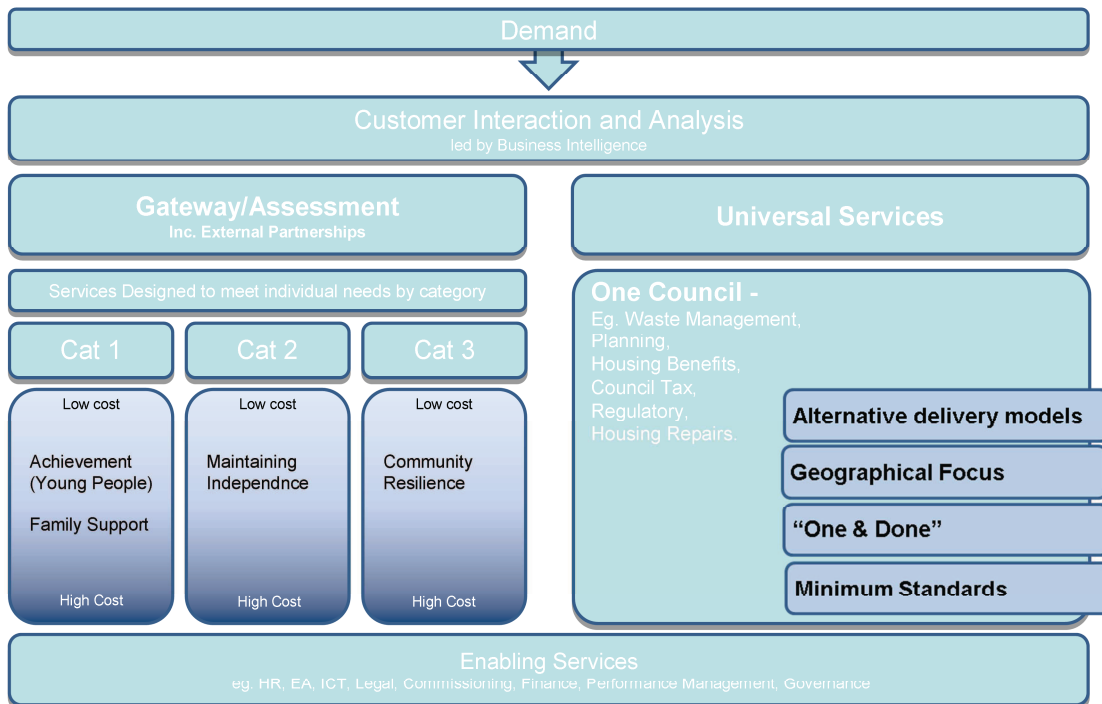 Demand
Customer Interaction and Analysis
led by Business Intelligence
Gateway/Assessment
Inc. External Partnerships
Universal Services
Services Designed to meet individual needs by category
Cat 1
Cat 2
Cat 3
Low cost
Achievement
(Young People)
Family Support
High Cost
Low cost
Maintaining
Independnce
High Cost
Low cost
Community
Resilience
High Cost
One Council -
Eg. Waste Management,
Planning,
Housing Benefits,
Council Tax,
Regulatory,
Housing Repairs.
Alternative delivery models
Geographical Focus
“One & Done”
Minimum Standards
Enabling Services
eg. HR, EA, ICT, Legal, Commissioning, Finance, Performance Management, Governance